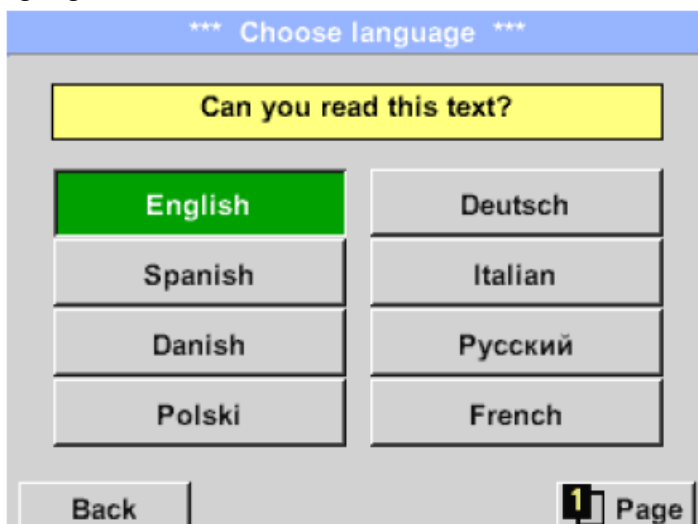 *** Choose language ***
Can you read this text?
English Deutsch
Spanish Italian
Danish Русский
Polski French
Back 1 Page